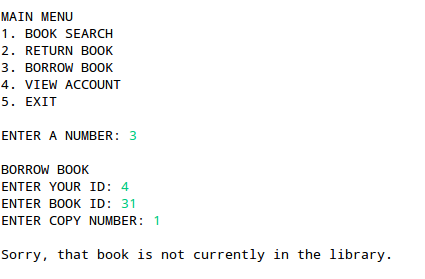 MAIN MENU
1. BOOK SEARCH
2. RETURN BOOK
3. BORROW BOOK
4. VIEW ACCOUNT
5. EXIT
ENTER A NUMBER: 3
BORROW BOOK
ENTER YOUR ID: 4
ENTER BOOK ID: 31
ENTER COPY NUMBER: 1
Sorry, that book is not currently in the library.